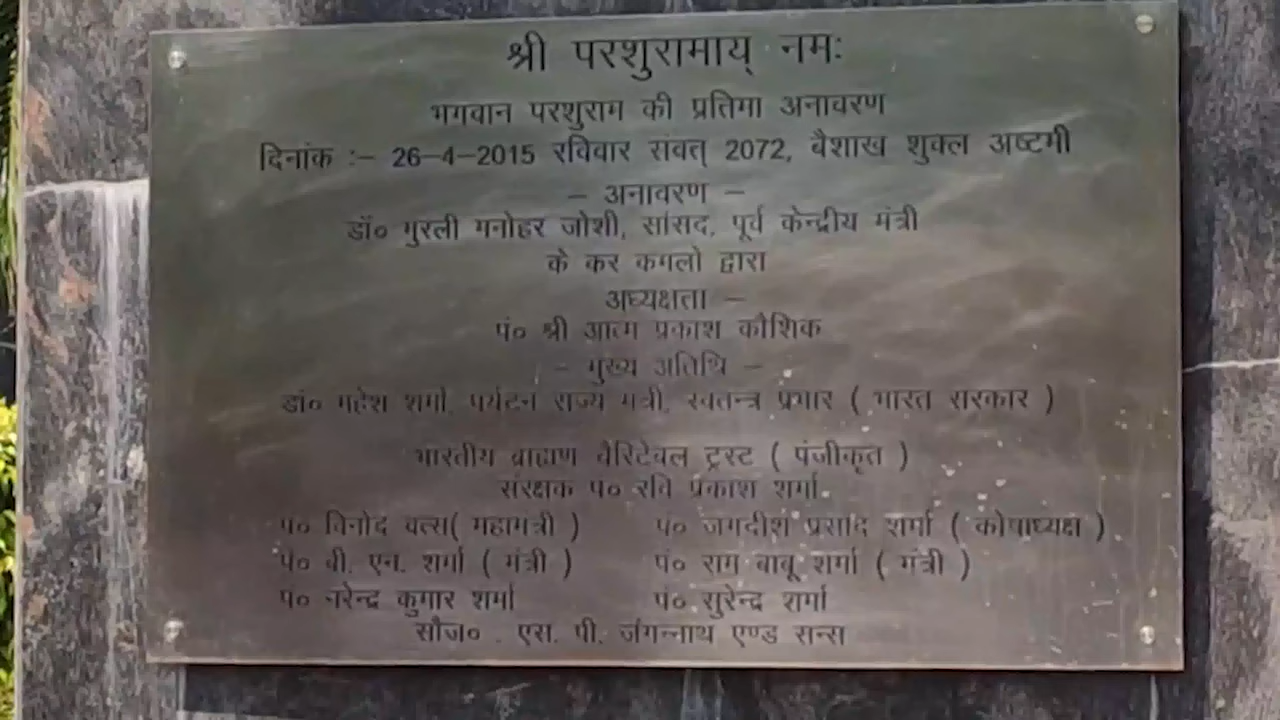 श्री परशुरामाय् नमः
भगवान परशुराम की प्रतिमा अनावरण
दिनांक :– 26–4–2015 रविवार संवत् 2072, बैशाख शुक्ल अष्टमी
– अनावरण –
डॉ० मुरली मनोहर जोशी, सांसद, पूर्व केन्द्रीय मंत्री
के कर कमलो द्वारा
अध्यक्षता –
पं० श्री आत्म प्रकाश कौशिक
– मुख्य अतिथि –
डॉ० महेश शर्मा, पर्यटन राज्य मंत्री, स्वतन्त्र प्रभार ( भारत सरकार )
भारतीय ब्राह्मण चैरिटेबल ट्रस्ट ( पंजीकृत )
संरक्षक पं० रवि प्रकाश शर्मा
पं० विनोद वत्स( महामंत्री ) पं० जगदीश प्रसाद शर्मा ( कोषाध्यक्ष )
पं० बी. एन. शर्मा ( मंत्री ) पं० राम बाबू शर्मा ( मंत्री )
पं० नरेन्द्र कुमार शर्मा पं० सुरेन्द्र शर्मा
सौज० . एस. पी. जगन्नाथ एण्ड सन्स